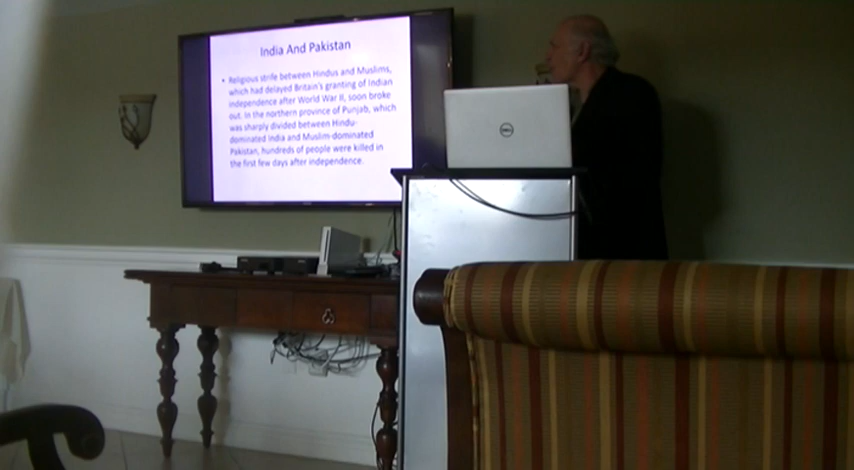 India And Pakistan
• Religious strife between Hindus and Muslims,
which had delayed Britain's granting of Indian
independence after World War II, soon broke
out. In the northern province of Punjab, which
was sharply divided between Hindu-
dominated India and Muslim-dominated
Pakistan, hundreds of people were killed in
the first few days after independence.
DELL